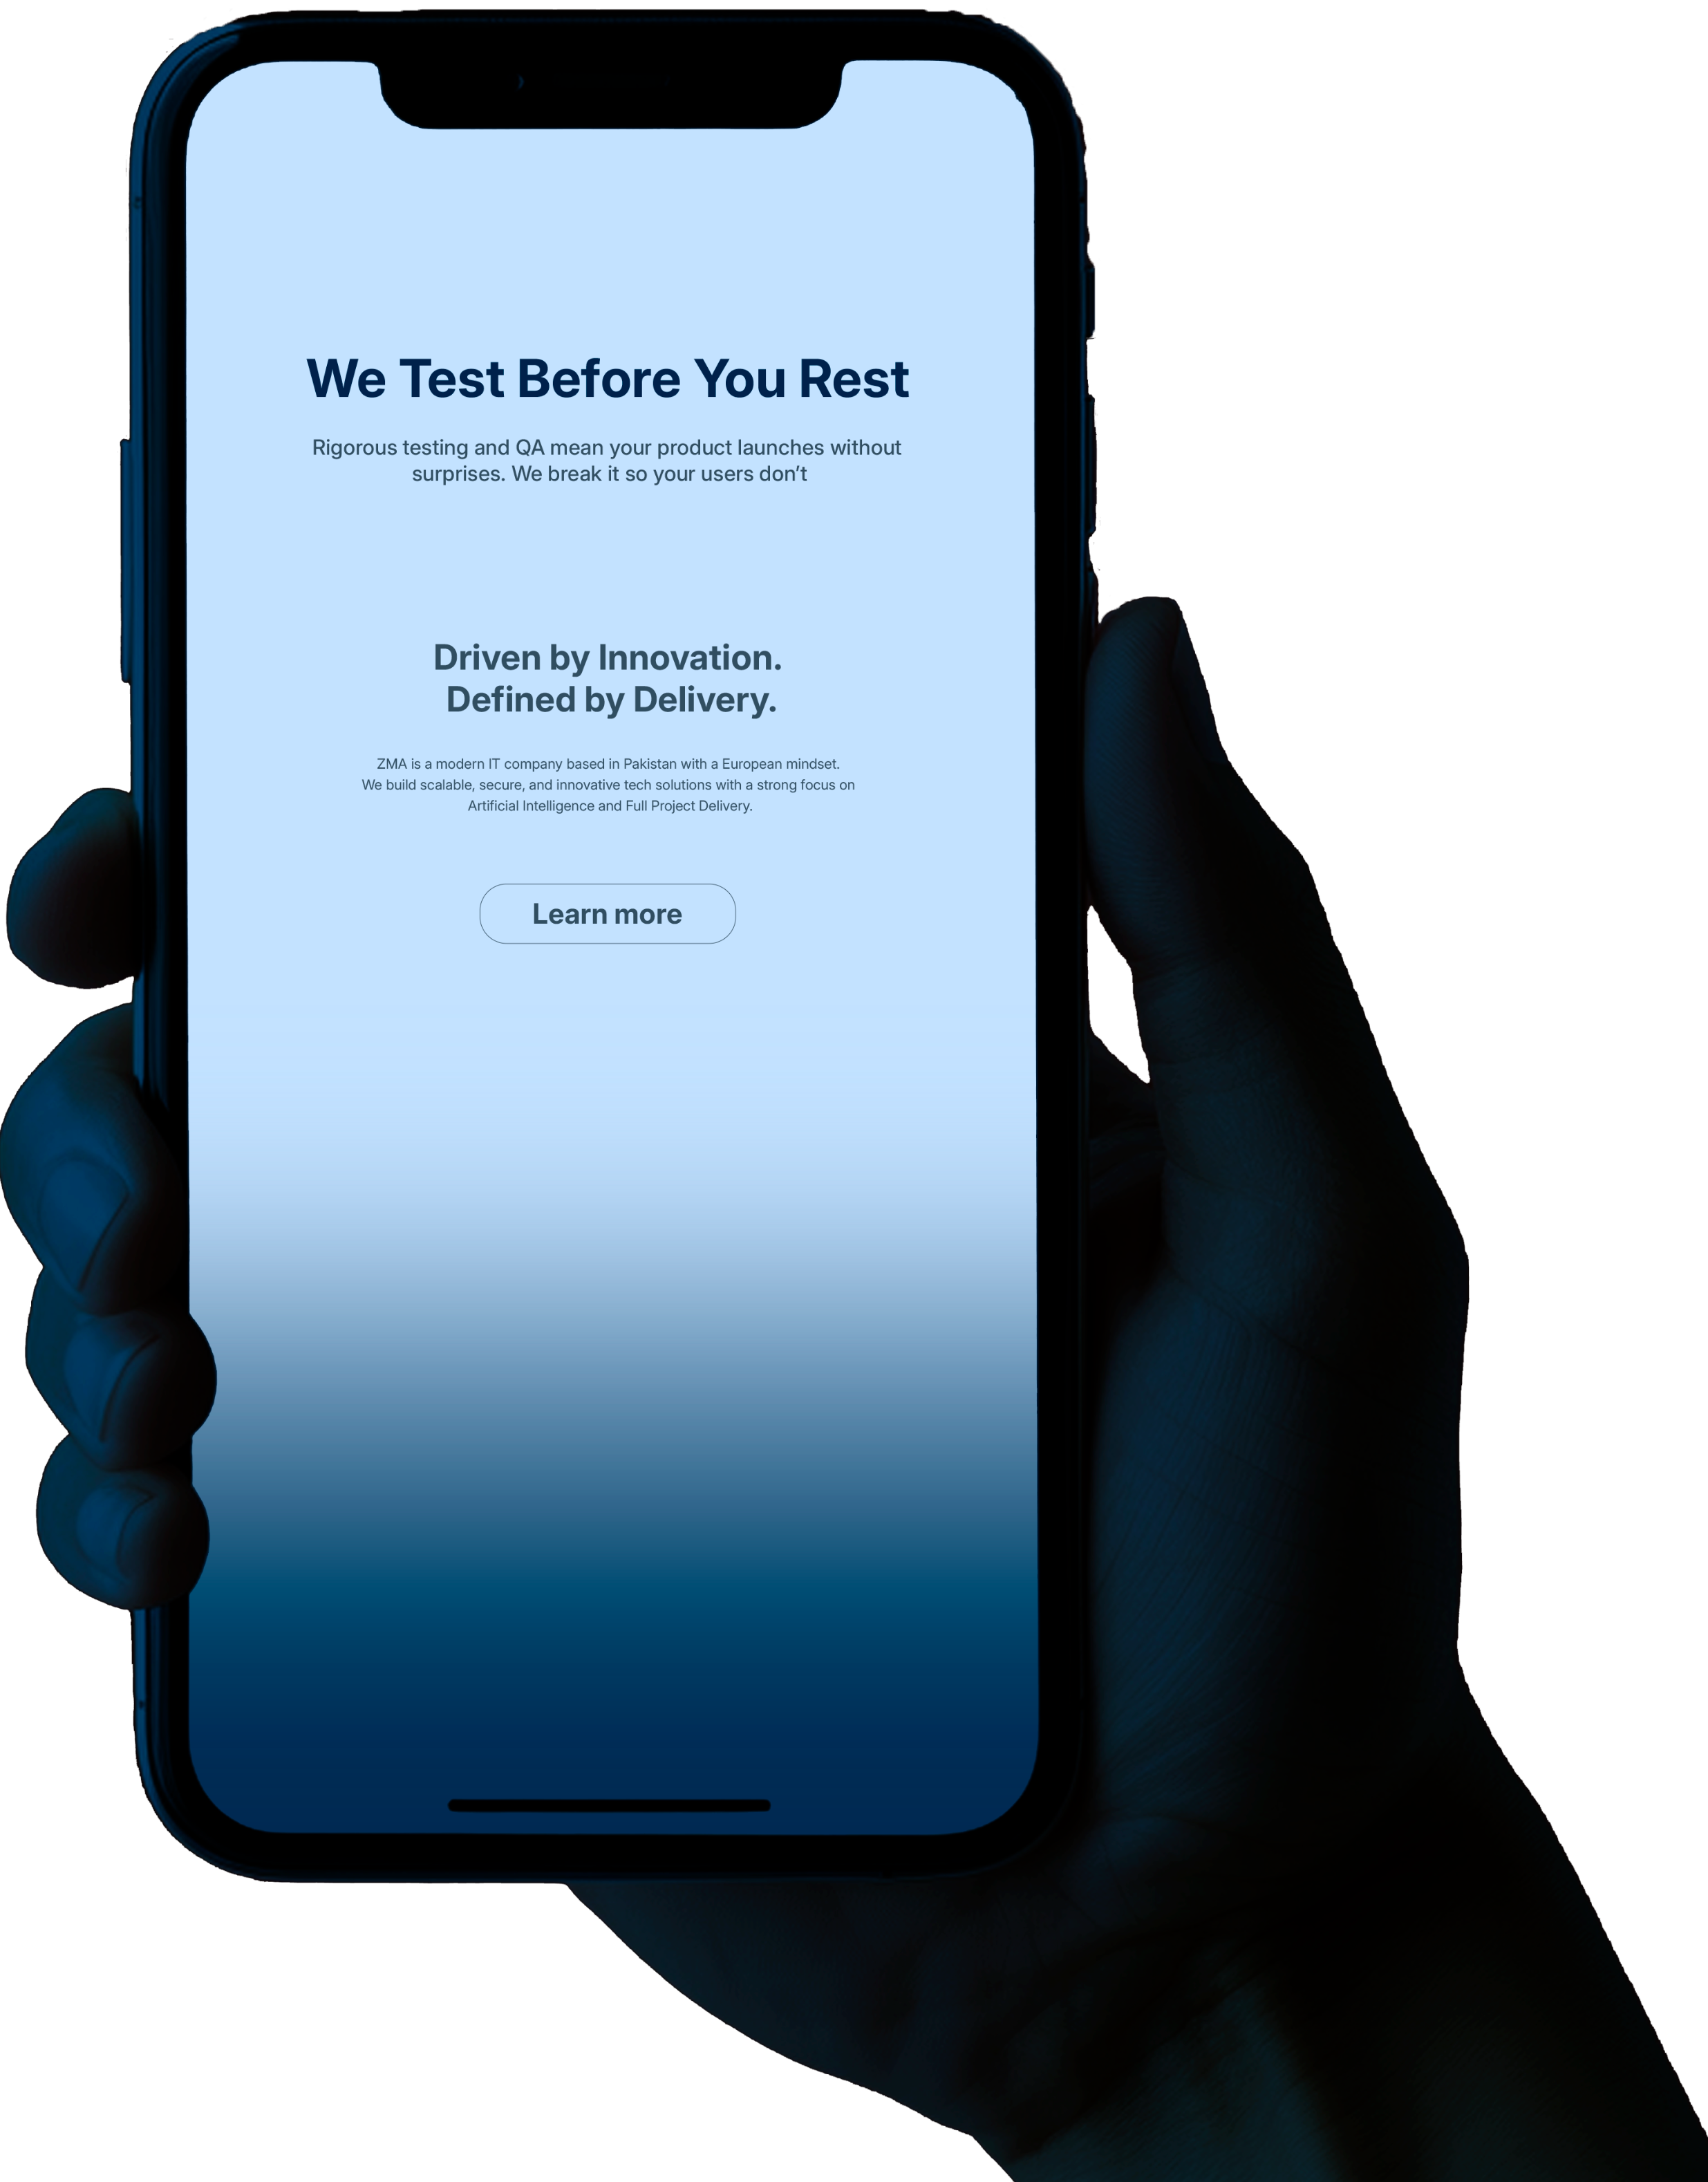 We Test Before You Rest
Rigorous testing and QA mean your product launches without
surprises. We break it so your users don’t
Driven by Innovation.
Defined by Delivery.
ZMA is a modern IT company based in Pakistan with a European mindset.
We build scalable, secure, and innovative tech solutions with a strong focus on
Artificial Intelligence and Full Project Delivery.
Learn more